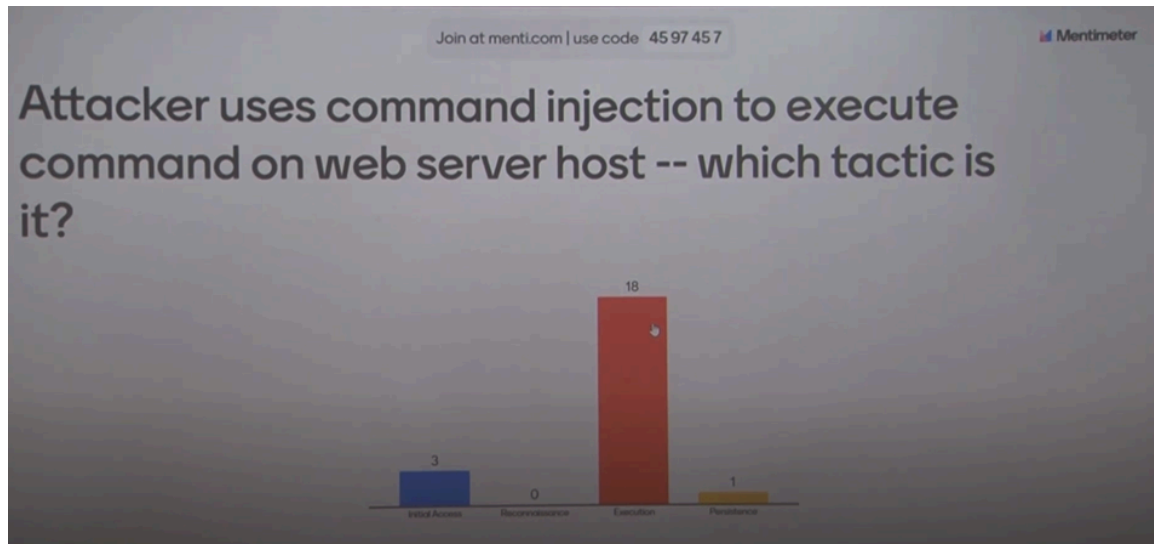 Join at menti.com | use code 45 97 45 7
Mentimeter
Attacker uses command injection to execute
command on web server host -- which tactic is
it?
18
3
0
1
Initial Access
Reconnaissance
Execution
Persistence